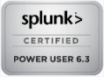 splunk>
CERTIFIED
POWER USER 6.3